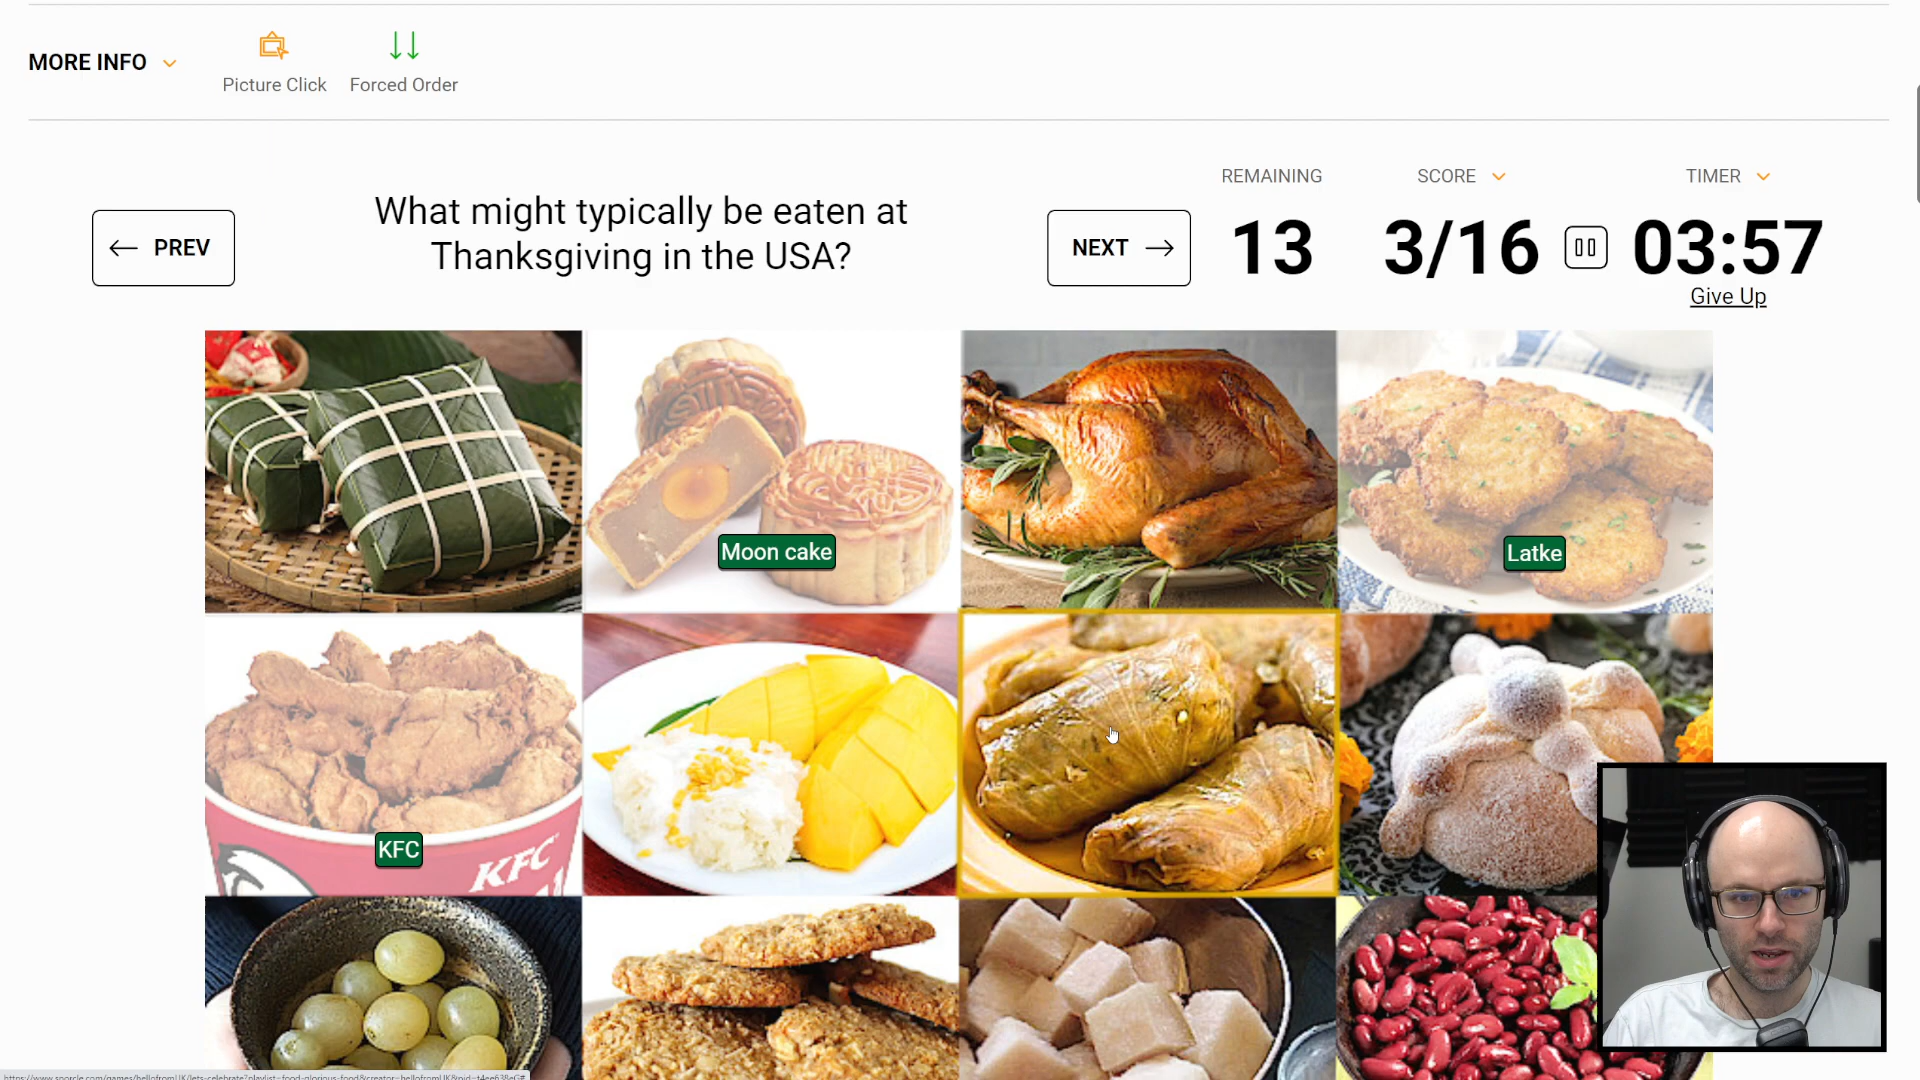 MORE INFO
Picture Click
Forced Order
PREV
What might typically be eaten at
Thanksgiving in the USA?
NEXT
REMAINING
13
SCORE
3/16
TIMER
03:57
Give Up
Moon cake
Latke
KFC
KFC